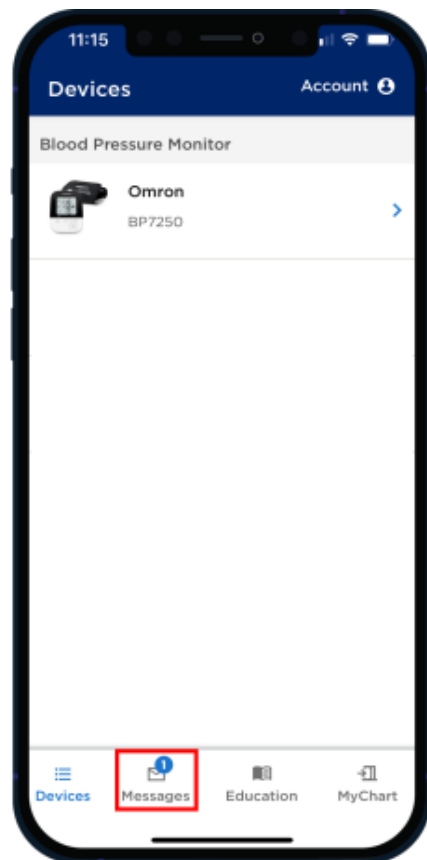 11:15
Devices
Account
Blood Pressure Monitor
Omron
BP7250
1
Devices
Messages
Education
MyChart